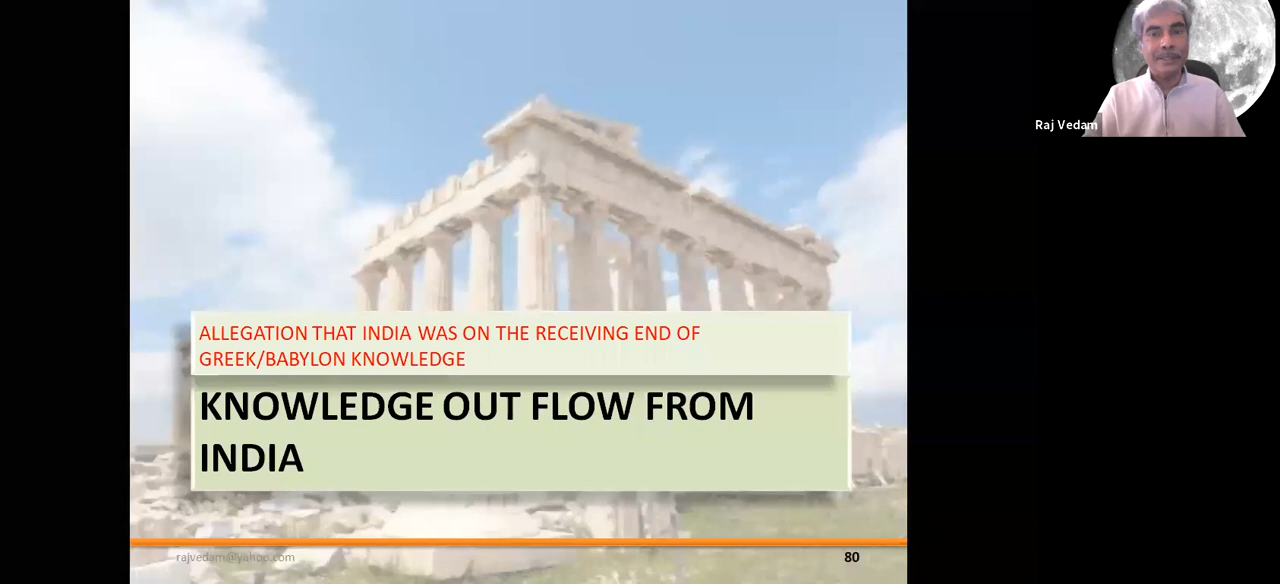 Raj Vedam
ALLEGATION THAT INDIA WAS ON THE RECEIVING END OF
GREEK/BABYLON KNOWLEDGE
KNOWLEDGE OUT FLOW FROM
INDIA
rajvedam@yahoo.com
80